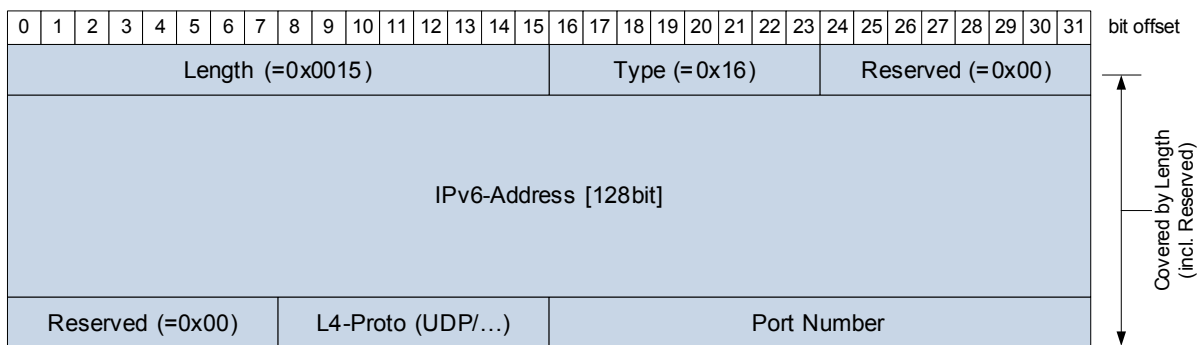 0 1 2 3 4 5 6 7 8 9 10 11 12 13 14 15 16 17 18 19 20 21 22 23 24 25 26 27 28 29 30 31 bit offset
Length (=0x0015) Type (=0x16) Reserved (=0x00)
IPv6-Address [128bit]
Reserved (=0x00) L4-Proto (UDP/…) Port Number
Covered by Length
(incl. Reserved)